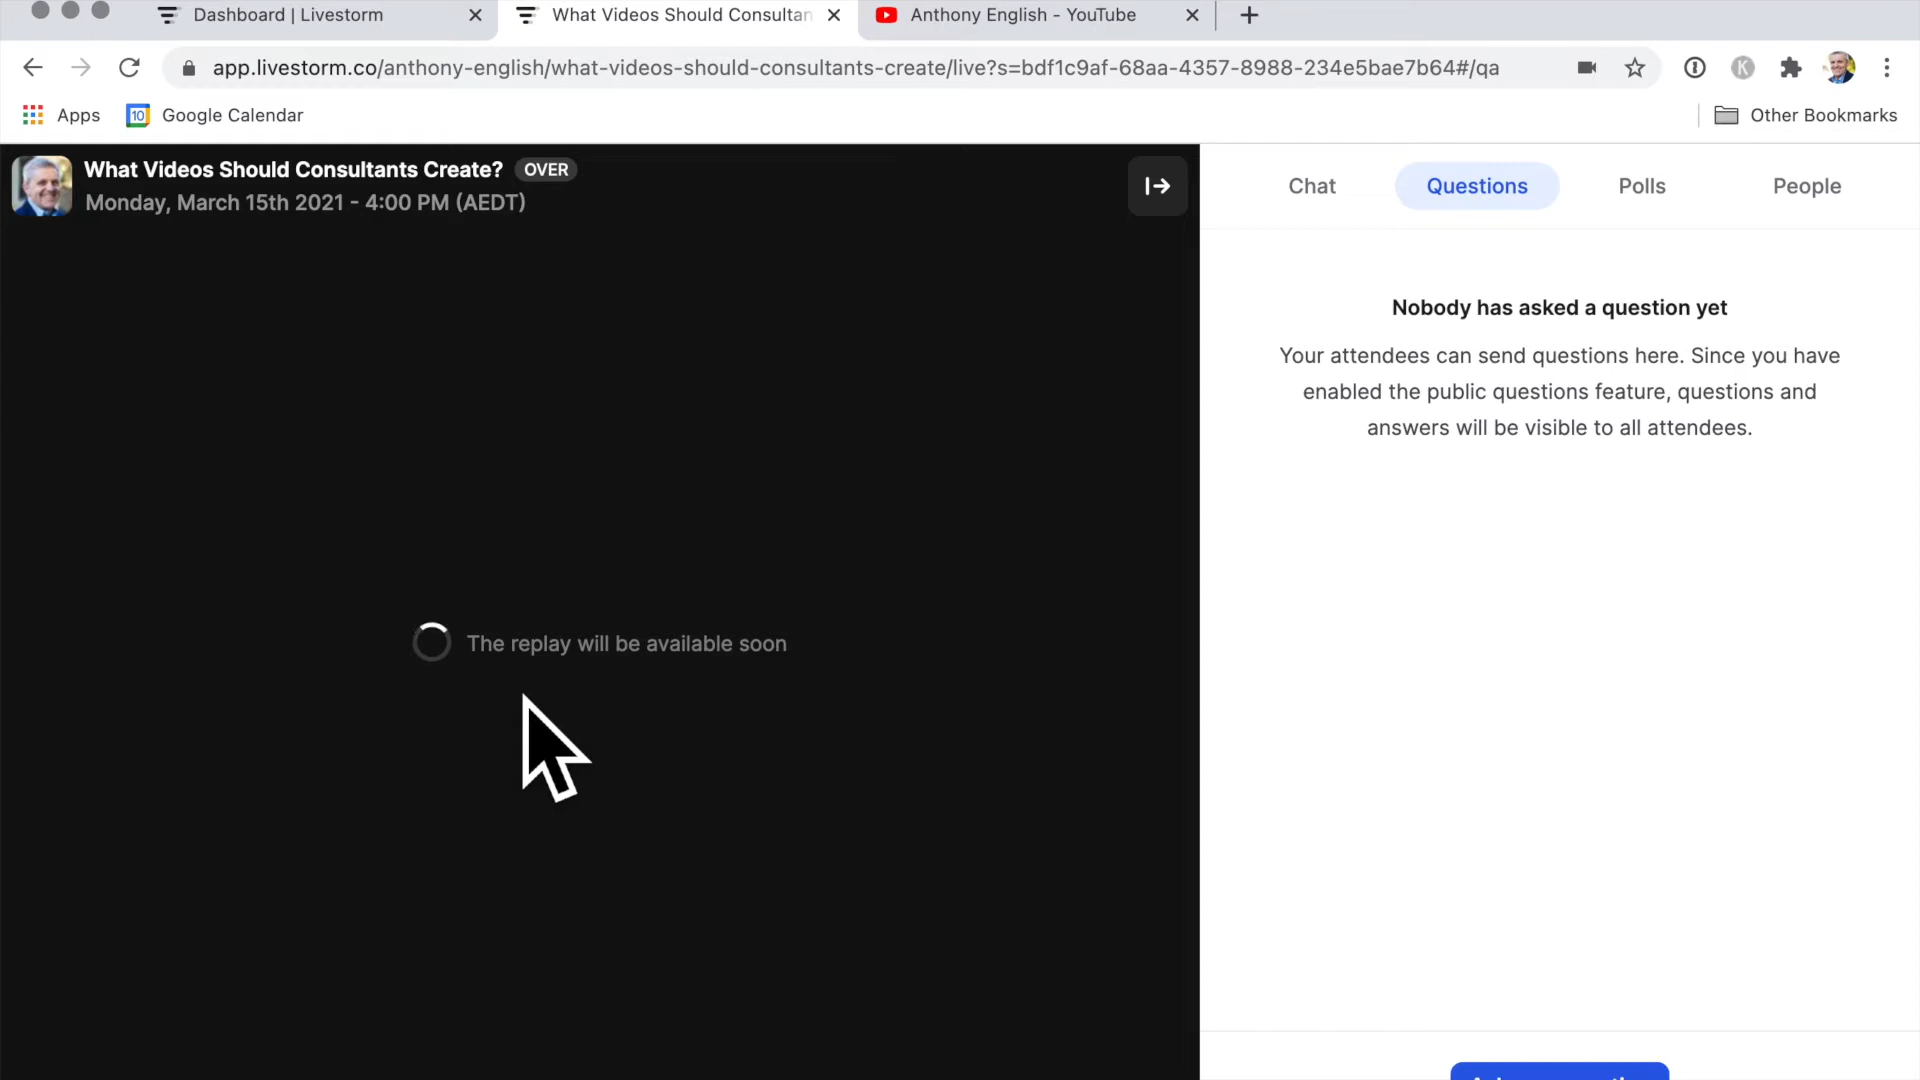 Dashboard | Livestorm
What Videos Should Consultan
Anthony English - YouTube
app.livestorm.co/anthony-english/what-videos-should-consultants-create/live?s=bdf1c9af-68aa-4357-8988-234e5bae7b64#/qa
K
Apps
10
Google Calendar
Other Bookmarks
What Videos Should Consultants Create?
OVER
Monday, March 15th 2021 - 4:00 PM (AEDT)
Chat
Questions
Polls
People
Nobody has asked a question yet
Your attendees can send questions here. Since you have
enabled the public questions feature, questions and
answers will be visible to all attendees.
The replay will be available soon